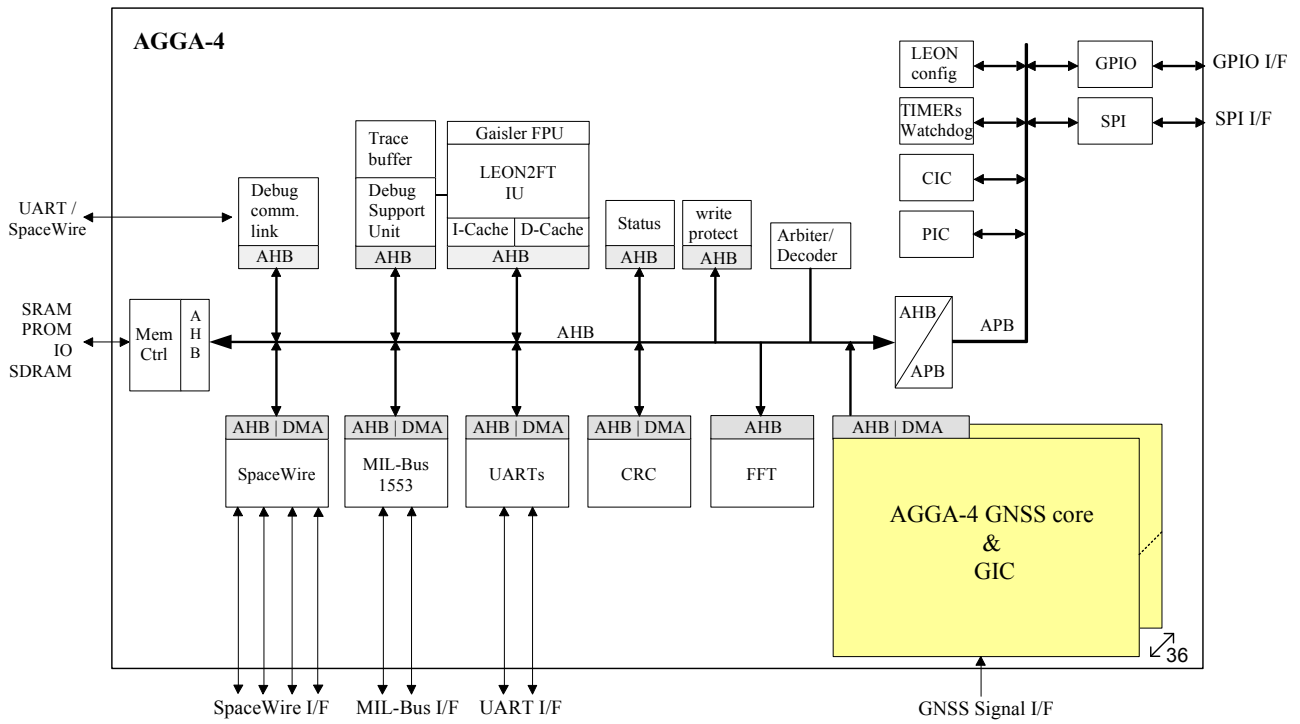 AGGA-4
LEON
config
GPIO
GPIO I/F
TIMERs
Watchdog
SPI
SPI I/F
CIC
PIC
Trace
buffer
Gaisler FPU
LEON2FT
IU
Debug
comm.
link
Debug
Support
Unit
I-Cache
D-Cache
Status
write
protect
Arbiter/
Decoder
UART /
SpaceWire
AHB
AHB
AHB
AHB
AHB
SRAM
PROM
IO
SDRAM
Mem
Ctrl
A
H
B
AHB
AHB
APB
APB
AHB | DMA
AHB | DMA
AHB | DMA
AHB | DMA
AHB
AHB | DMA
SpaceWire
MIL-Bus
1553
UARTs
CRC
FFT
AGGA-4 GNSS core
&
GIC
36
SpaceWire I/F
MIL-Bus I/F
UART I/F
GNSS Signal I/F